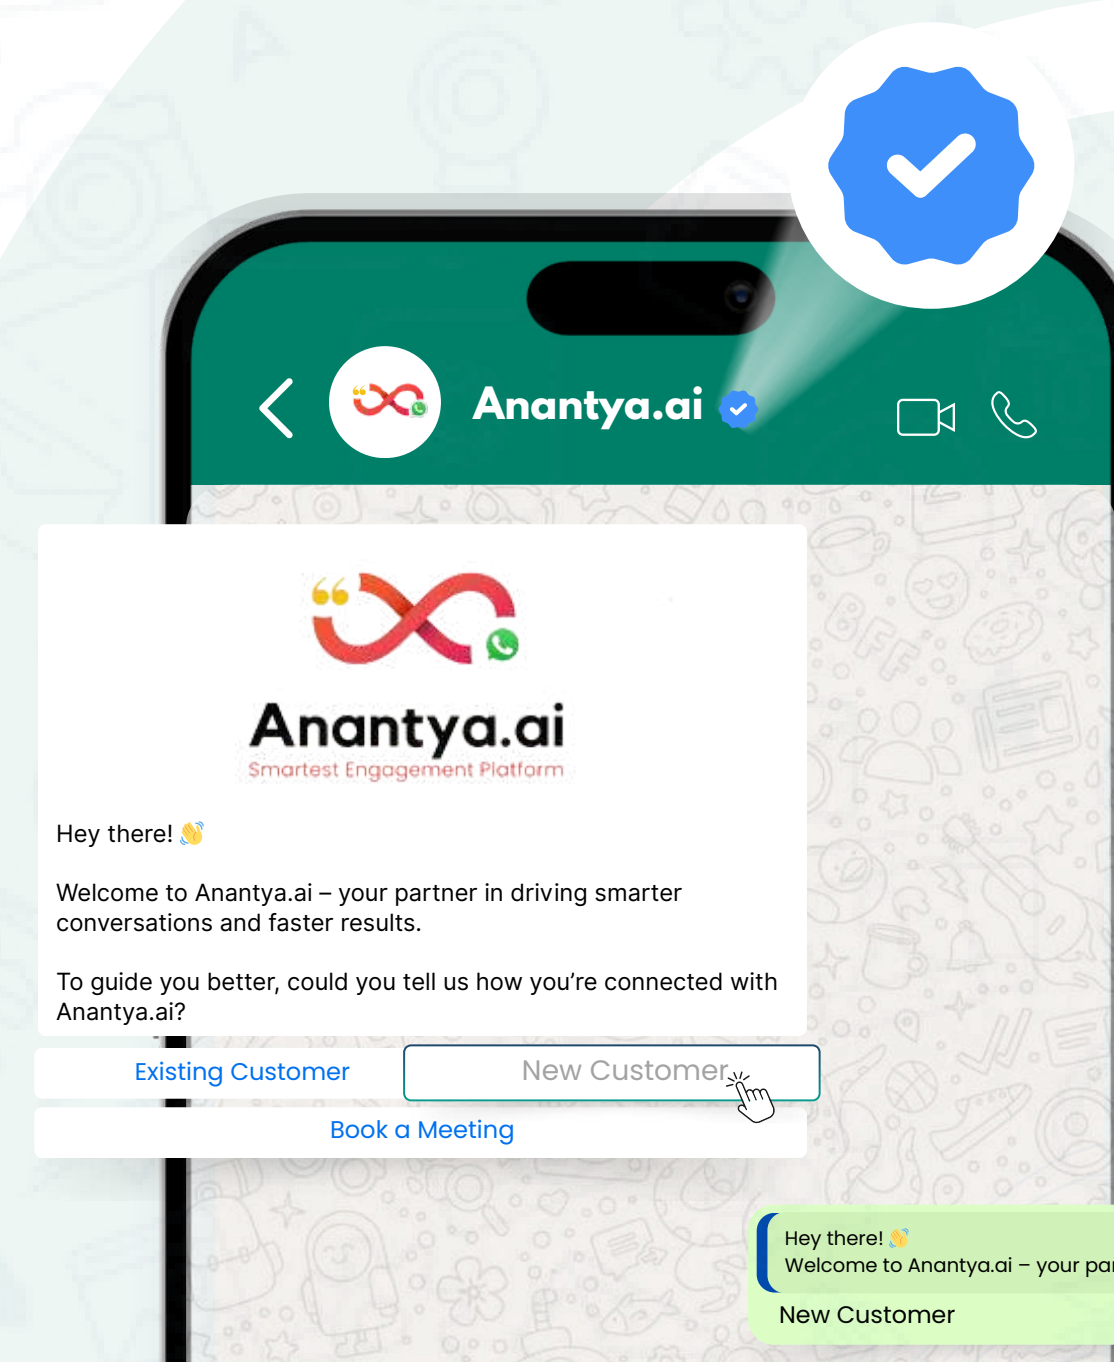 Anantya.ai
Anantya.ai
Smartest Engagement Platform
Hey there! 👋
Welcome to Anantya.ai – your partner in driving smarter
conversations and faster results.
To guide you better, could you tell us how you’re connected with
Anantya.ai?
Existing Customer
New Customer
Book a Meeting
Hey there! 👋
Welcome to Anantya.ai – your par
New Customer
BFF